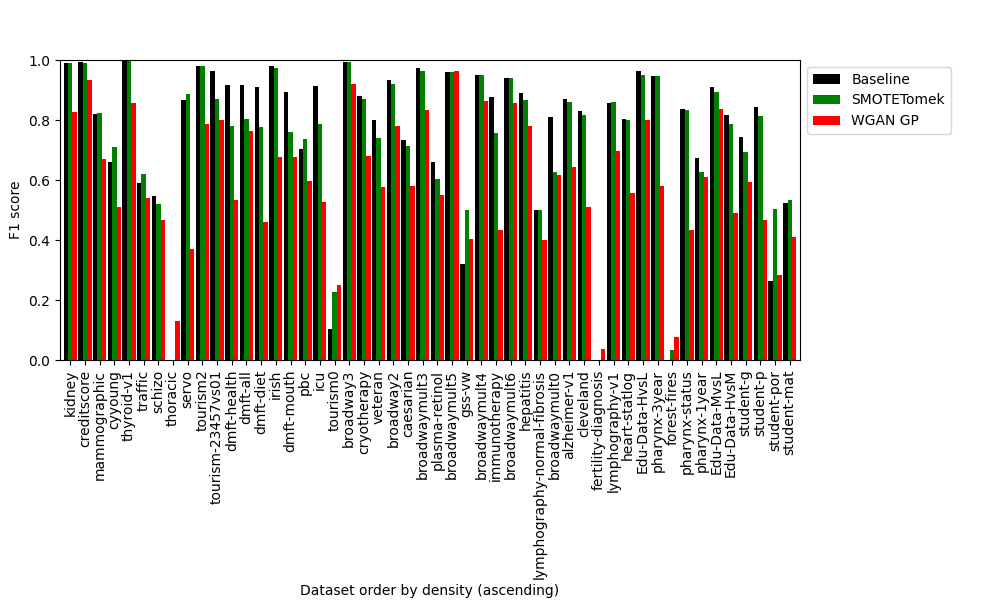 1.0
0.8
0.6
0.4
0.2
0.0
F1 score
Baseline
SMOTETomek
WGAN GP
kidney
creditscore
mammographic
cyyoung
thyroid-v1
traffic
schizo
thoracic
servo
tourism2
tourism-23457vs01
dmft-health
dmft-all
dmft-diet
irish
dmft-mouth
pbc
icu
tourism0
broadway3
cryotherapy
veteran
broadway2
caesarian
broadwaymult3
plasma-retinol
broadwaymult5
gss-vw
broadwaymult4
immunotherapy
broadwaymult6
hepatitis
lymphography-normal-fibrosis
broadwaymult0
alzheimer-v1
cleveland
fertility-diagnosis
lymphography-v1
heart-statlog
Edu-Data-HvsL
pharynx-3year
forest-fires
pharynx-status
pharynx-1year
Edu-Data-MvsL
Edu-Data-HvsM
student-g
student-p
student-por
student-mat
Dataset order by density (ascending)